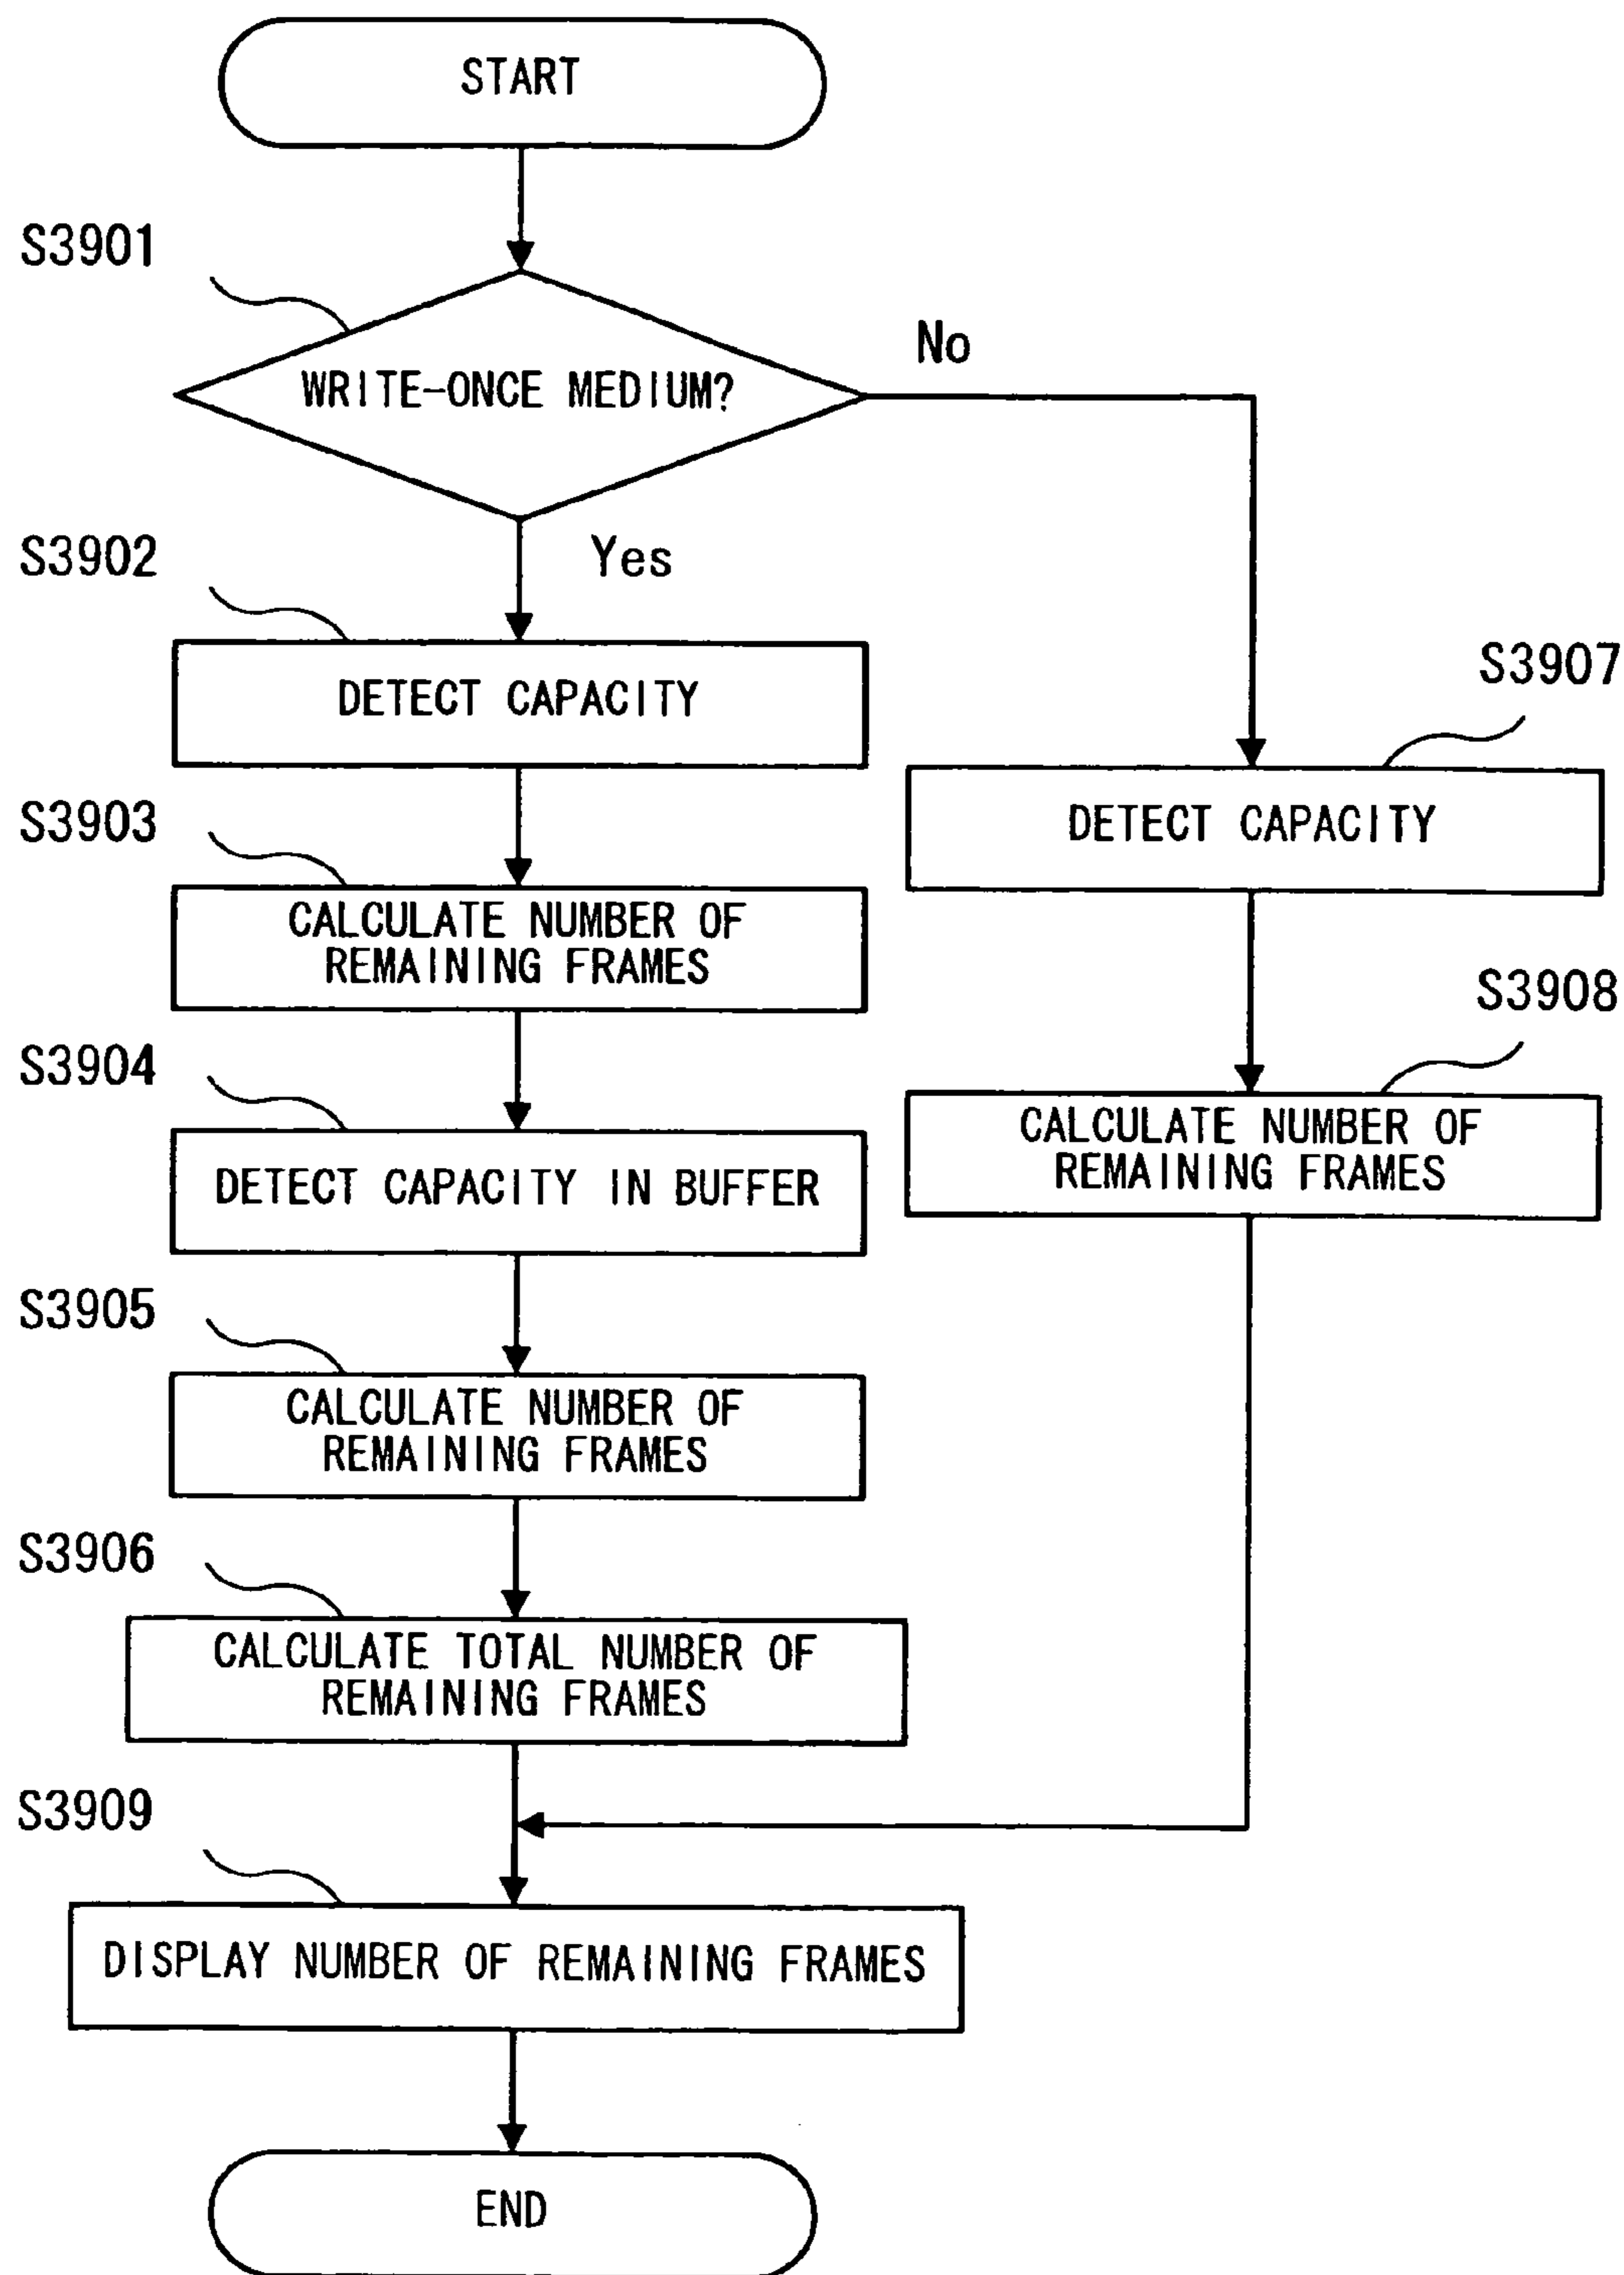 START
S3901
WRITE-ONCE MEDIUM?
No
Yes
S3902
DETECT CAPACITY
S3903
CALCULATE NUMBER OF
REMAINING FRAMES
S3904
DETECT CAPACITY IN BUFFER
S3905
CALCULATE NUMBER OF
REMAINING FRAMES
S3906
CALCULATE TOTAL NUMBER OF
REMAINING FRAMES
S3907
DETECT CAPACITY
S3908
CALCULATE NUMBER OF
REMAINING FRAMES
S3909
DISPLAY NUMBER OF REMAINING FRAMES
END